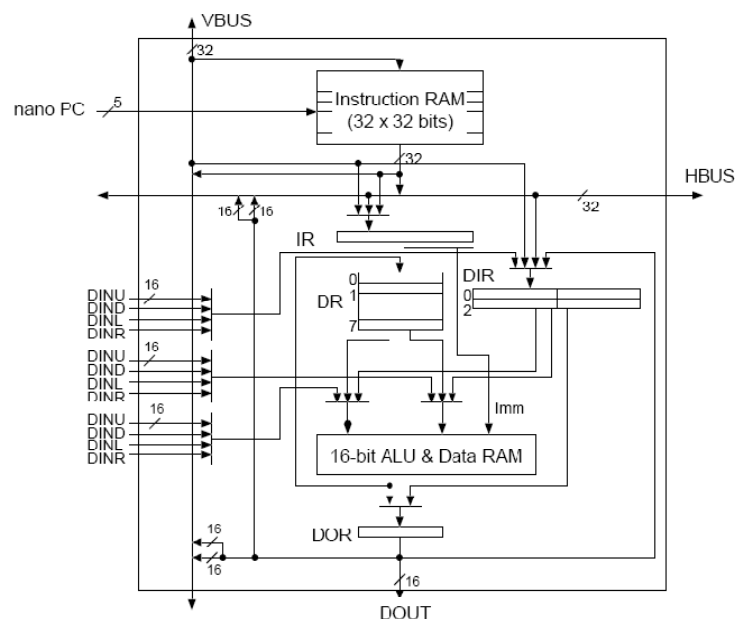 VBUS
32
nano PC
5
Instruction RAM
(32 x 32 bits)
32
HBUS
16
16
32
IR
DIR
0
1
7
DR
0
2
DINU
16
DIND
DINL
DINR
DINU
16
DIND
DINL
DINR
DINU
16
DIND
DINL
DINR
Imm
16-bit ALU & Data RAM
DOR
16
16
16
DOUT